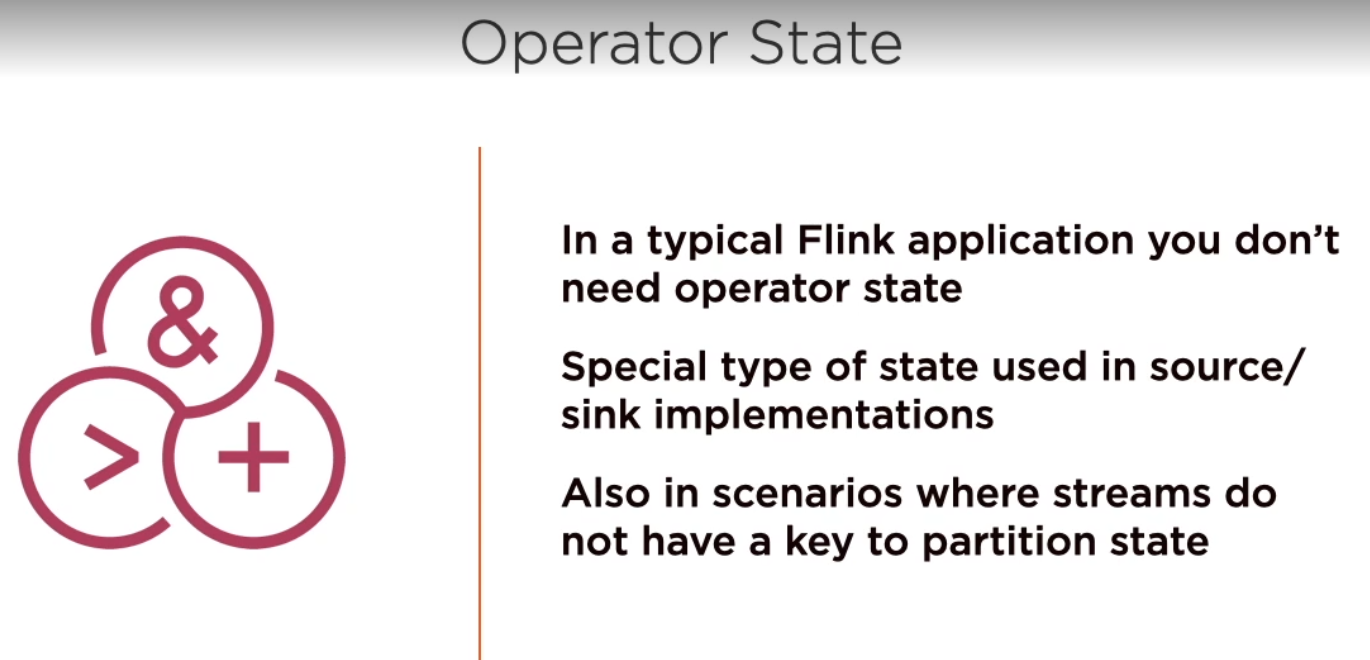 Operator State
&
>
+
In a typical Flink application you don’t
need operator state
Special type of state used in source/
sink implementations
Also in scenarios where streams do
not have a key to partition state